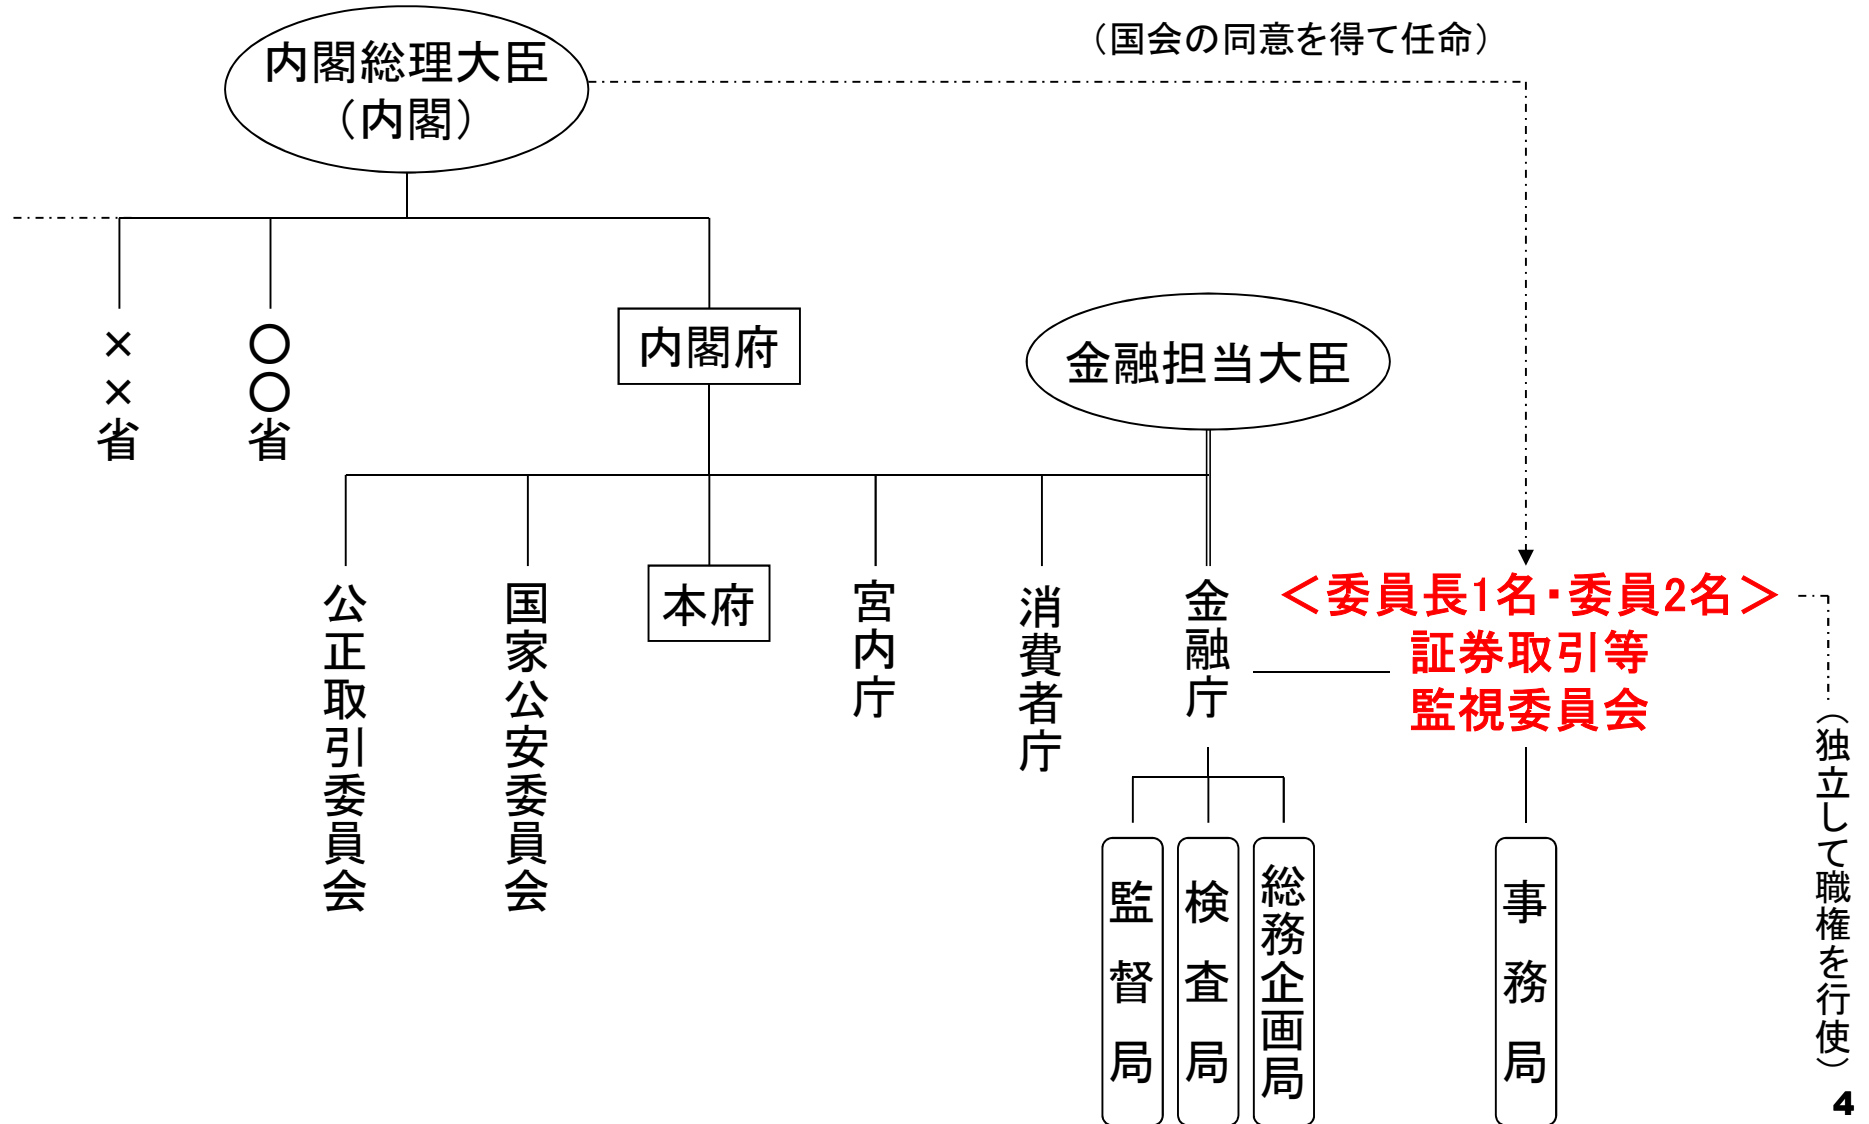 （国会の同意を得て任命）
内閣総理大臣
（内閣）
××省
〇〇省
内閣府
金融担当大臣
公正取引委員会
国家公安委員会
本府
宮内庁
消費者庁
金融庁
＜委員長1名・委員2名＞
証券取引等
監視委員会
（独立して職権を行使）
監督局
検査局
総務企画局
事務局
4